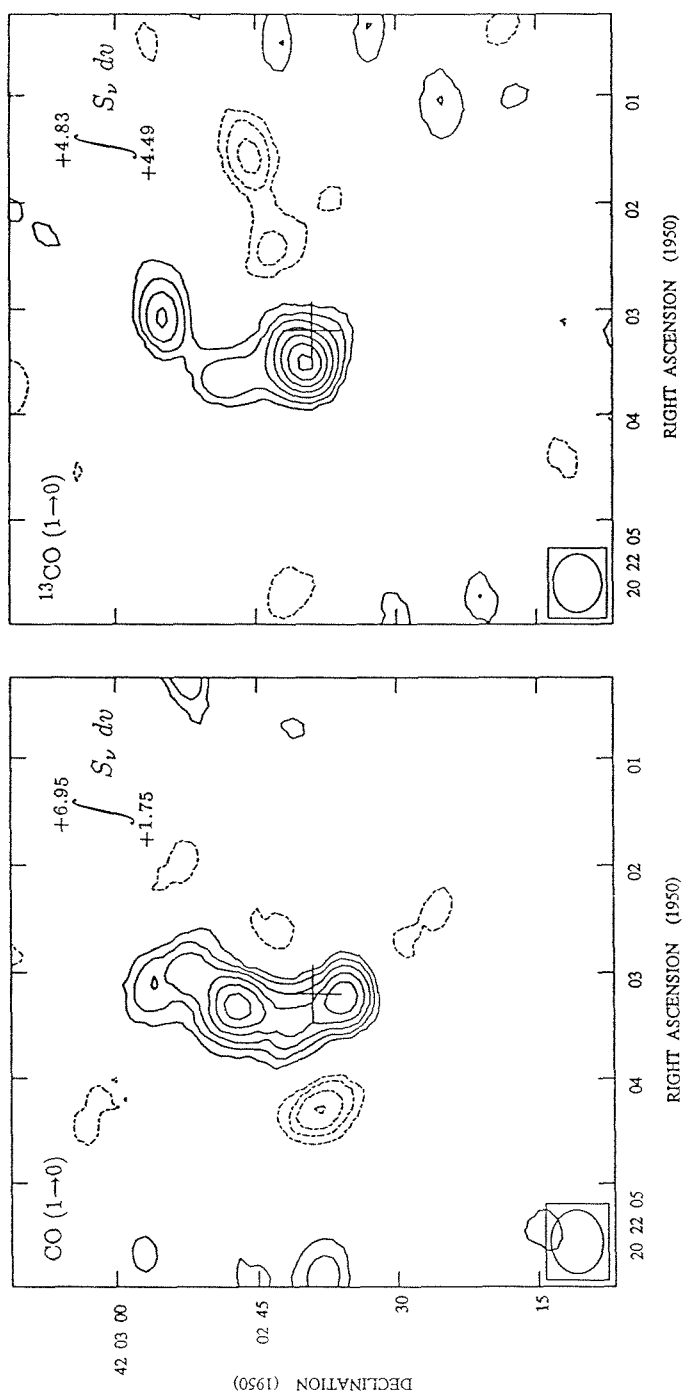 CO (1→0)
+6.95
∫ Sν dv
+1.75
42 03 00
02 45
30
15
DECLINATION (1950)
20 22 05
04
03
02
01
RIGHT ASCENSION (1950)
¹³CO (1→0)
+4.83
∫ Sν dv
+4.49
20 22 05
04
03
02
01
RIGHT ASCENSION (1950)